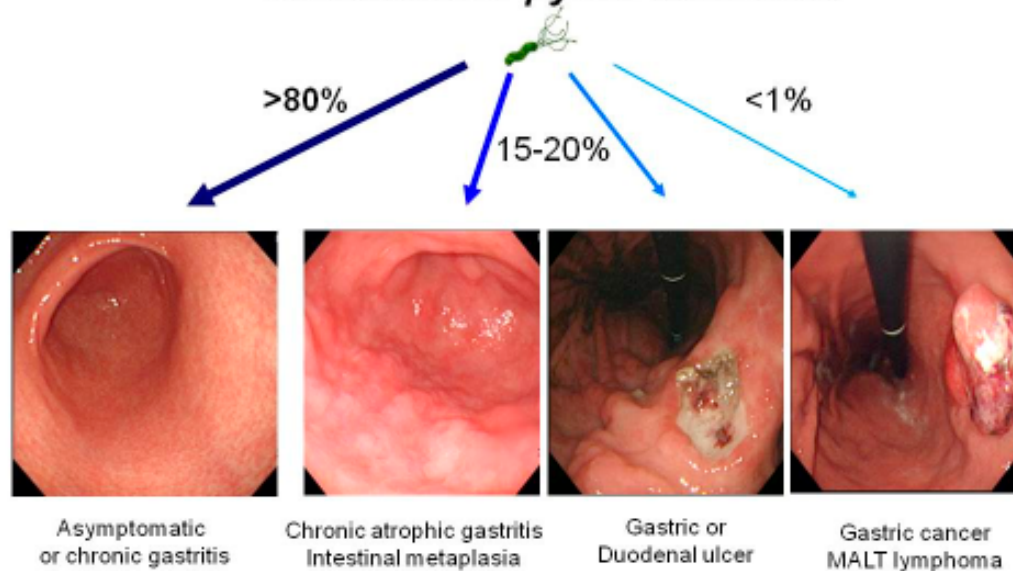 >80%
15-20%
<1%
Asymptomatic
or chronic gastritis
Chronic atrophic gastritis
Intestinal metaplasia
Gastric or
Duodenal ulcer
Gastric cancer
MALT lymphoma